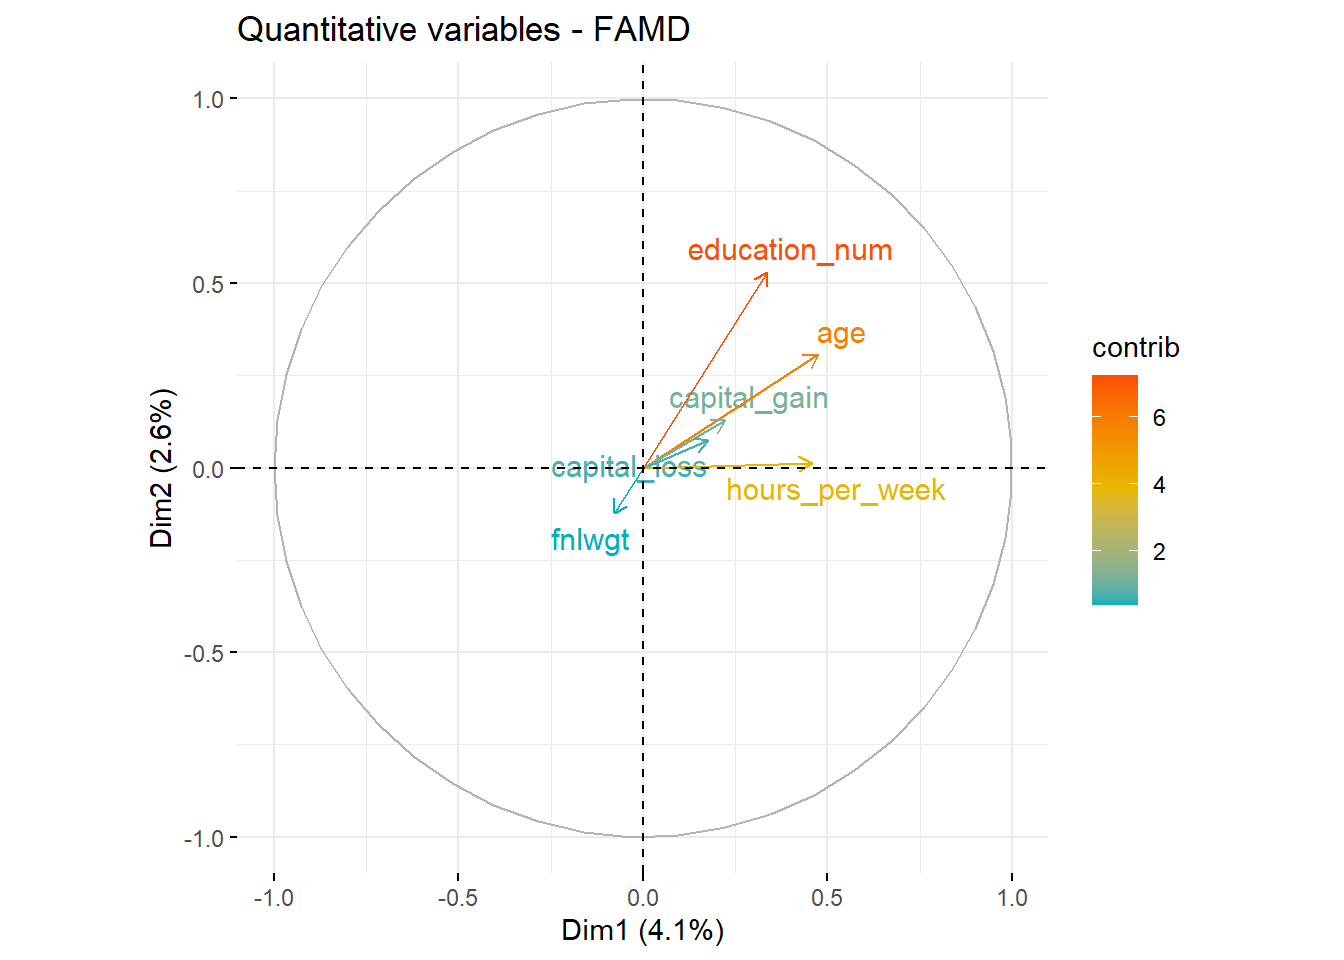 Quantitative variables - FAMD
1.0
0.5
0.0
-0.5
-1.0
Dim2 (2.6%)
education_num
age
capital_gain
capital_loss
hours_per_week
fnlwgt
-1.0
-0.5
0.0
0.5
1.0
Dim1 (4.1%)
contrib
6
4
2